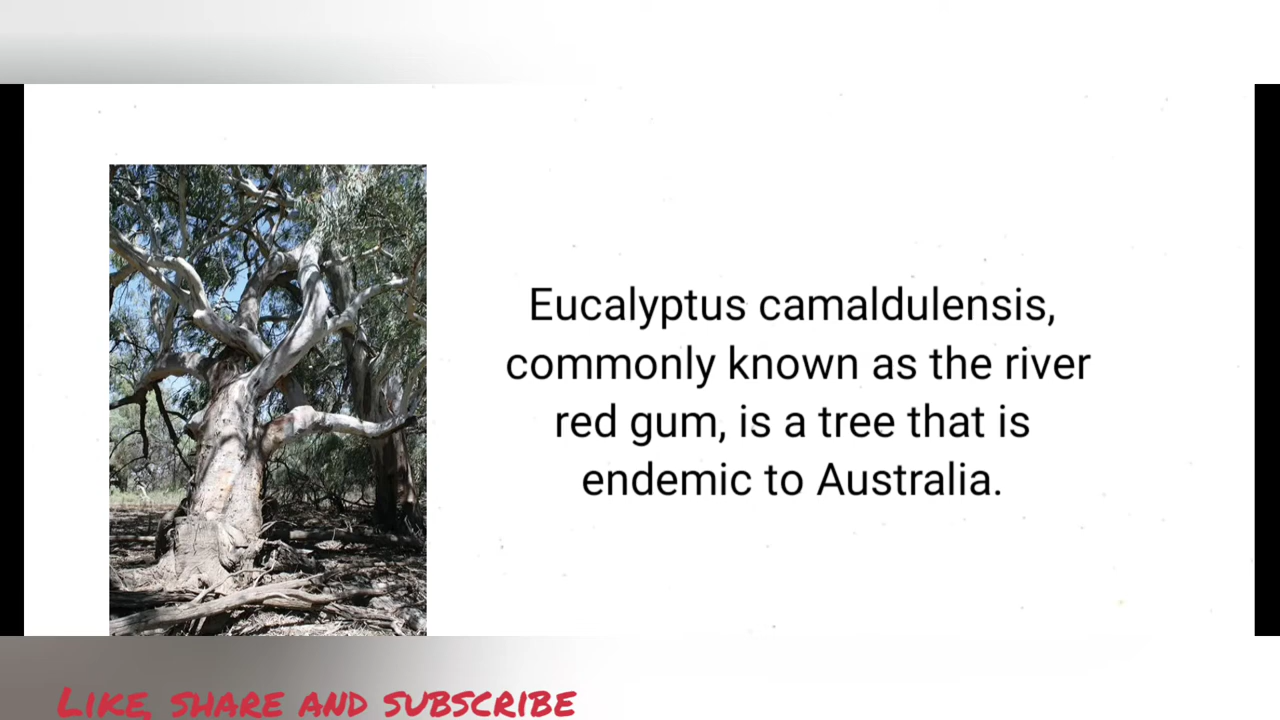 Eucalyptus camaldulensis,
commonly known as the river
red gum, is a tree that is
endemic to Australia.
LIKE, SHARE AND SUBSCRIBE